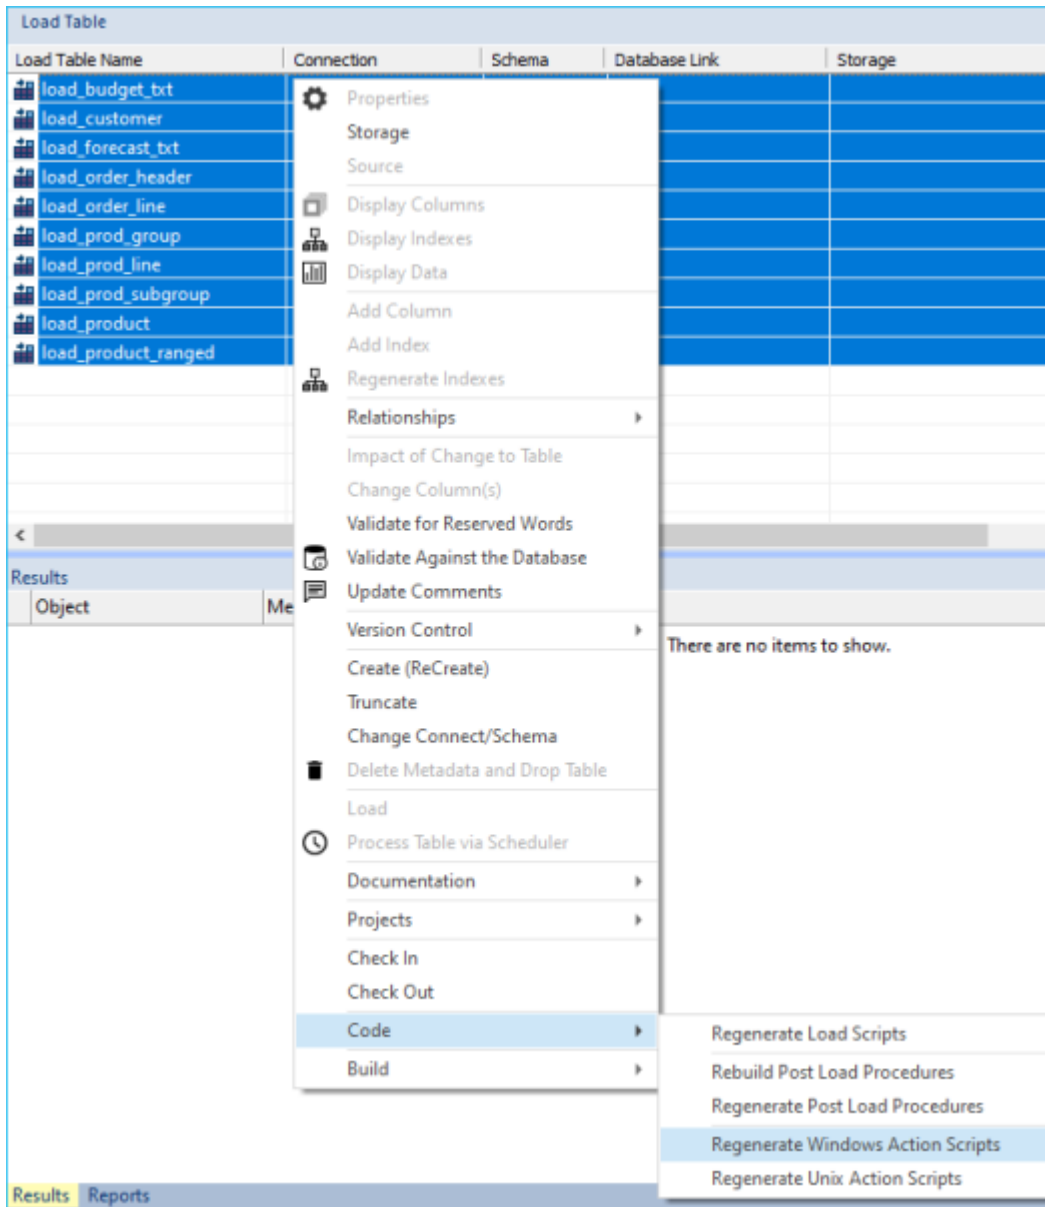 Load Table
Load Table Name Connection Schema Database Link Storage
load_budget_txt
load_customer
load_forecast_txt
load_order_header
load_order_line
load_prod_group
load_prod_line
load_prod_subgroup
load_product
load_product_ranged
Properties
Storage
Source
Display Columns
Display Indexes
Display Data
Add Column
Add Index
Regenerate Indexes
Relationships
Impact of Change to Table
Change Column(s)
Validate for Reserved Words
Validate Against the Database
Update Comments
Version Control
Create (ReCreate)
Truncate
Change Connect/Schema
Delete Metadata and Drop Table
Load
Process Table via Scheduler
Documentation
Projects
Check In
Check Out
Code
Build
Regenerate Load Scripts
Rebuild Post Load Procedures
Regenerate Post Load Procedures
Regenerate Windows Action Scripts
Regenerate Unix Action Scripts
Results
Object Me
There are no items to show.
Results Reports